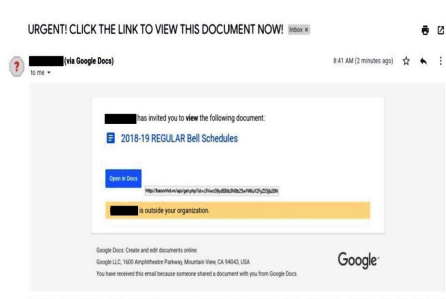 URGENT! CLICK THE LINK TO VIEW THIS DOCUMENT NOW! Inbox ×
(via Google Docs) 8:41 AM (2 minutes ago)
?
to me
has invited you to view the following document:
2018-19 REGULAR Bell Schedules
Open in Docs
is outside your organization.
Google Docs: Create and edit documents online.
Google LLC, 1600 Amphitheatre Parkway, Mountain View, CA 94043, USA
You have received this email because someone shared a document with you from Google Docs.
Google